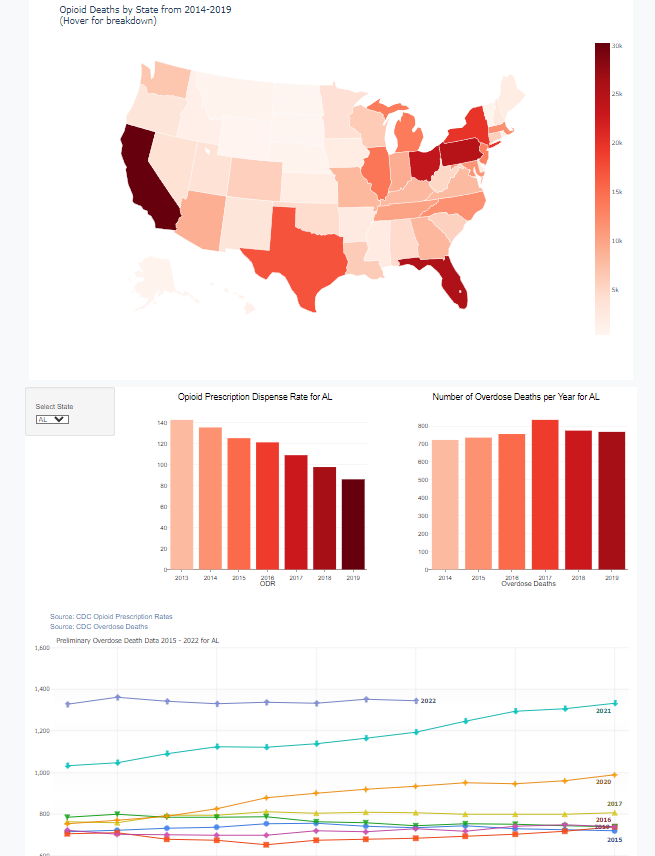 Opioid Deaths by State from 2014-2019
(Hover for breakdown)
30k
25k
20k
15k
10k
5k
Select State
AL
Opioid Prescription Dispense Rate for AL
140
120
100
80
60
40
20
0
2013 2014 2015 2016 2017 2018 2019
ODR
Number of Overdose Deaths per Year for AL
800
700
600
500
400
300
200
100
0
2014 2015 2016 2017 2018 2019
Overdose Deaths
Source: CDC Opioid Prescription Rates
Source: CDC Overdose Deaths
Preliminary Overdose Death Data 2015 - 2022 for AL
1,600
1,400
1,200
1,000
800
600
2022
2021
2020
2017
2016
2015